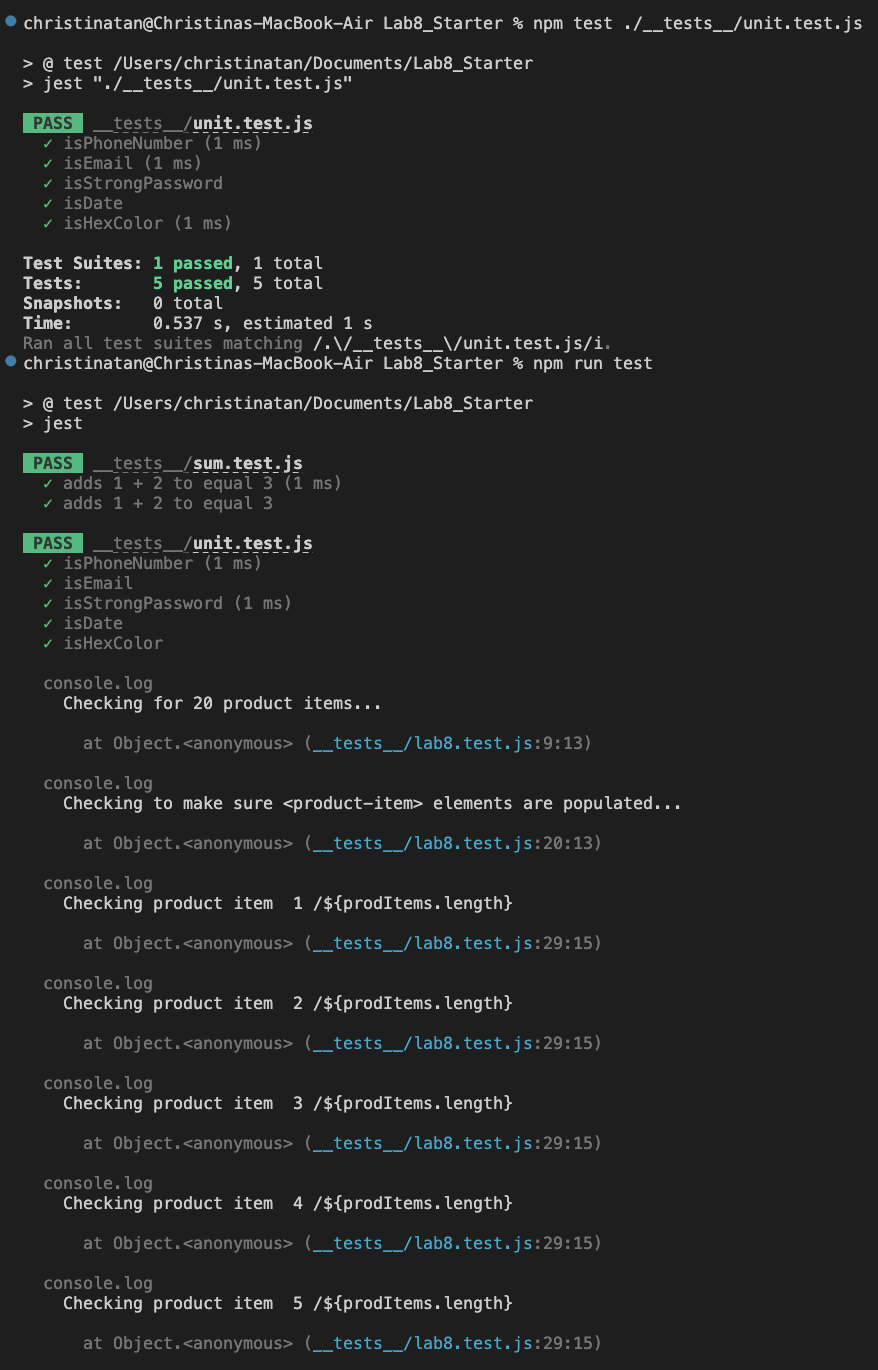 christinatan@Christinas-MacBook-Air Lab8_Starter % npm test ./__tests__/unit.test.js
> @ test /Users/christinatan/Documents/Lab8_Starter
> jest "./__tests__/unit.test.js"
PASS __tests__/unit.test.js
✓ isPhoneNumber (1 ms)
✓ isEmail (1 ms)
✓ isStrongPassword
✓ isDate
✓ isHexColor (1 ms)
Test Suites: 1 passed, 1 total
Tests: 5 passed, 5 total
Snapshots: 0 total
Time: 0.537 s, estimated 1 s
Ran all test suites matching /.\/__tests__\/unit.test.js/i.
christinatan@Christinas-MacBook-Air Lab8_Starter % npm run test
> @ test /Users/christinatan/Documents/Lab8_Starter
> jest
PASS __tests__/sum.test.js
✓ adds 1 + 2 to equal 3 (1 ms)
✓ adds 1 + 2 to equal 3
PASS __tests__/unit.test.js
✓ isPhoneNumber (1 ms)
✓ isEmail
✓ isStrongPassword (1 ms)
✓ isDate
✓ isHexColor
console.log
Checking for 20 product items...
at Object.<anonymous> (__tests__/lab8.test.js:9:13)
console.log
Checking to make sure <product-item> elements are populated...
at Object.<anonymous> (__tests__/lab8.test.js:20:13)
console.log
Checking product item  1 /${prodItems.length}
at Object.<anonymous> (__tests__/lab8.test.js:29:15)
console.log
Checking product item  2 /${prodItems.length}
at Object.<anonymous> (__tests__/lab8.test.js:29:15)
console.log
Checking product item  3 /${prodItems.length}
at Object.<anonymous> (__tests__/lab8.test.js:29:15)
console.log
Checking product item  4 /${prodItems.length}
at Object.<anonymous> (__tests__/lab8.test.js:29:15)
console.log
Checking product item  5 /${prodItems.length}
at Object.<anonymous> (__tests__/lab8.test.js:29:15)